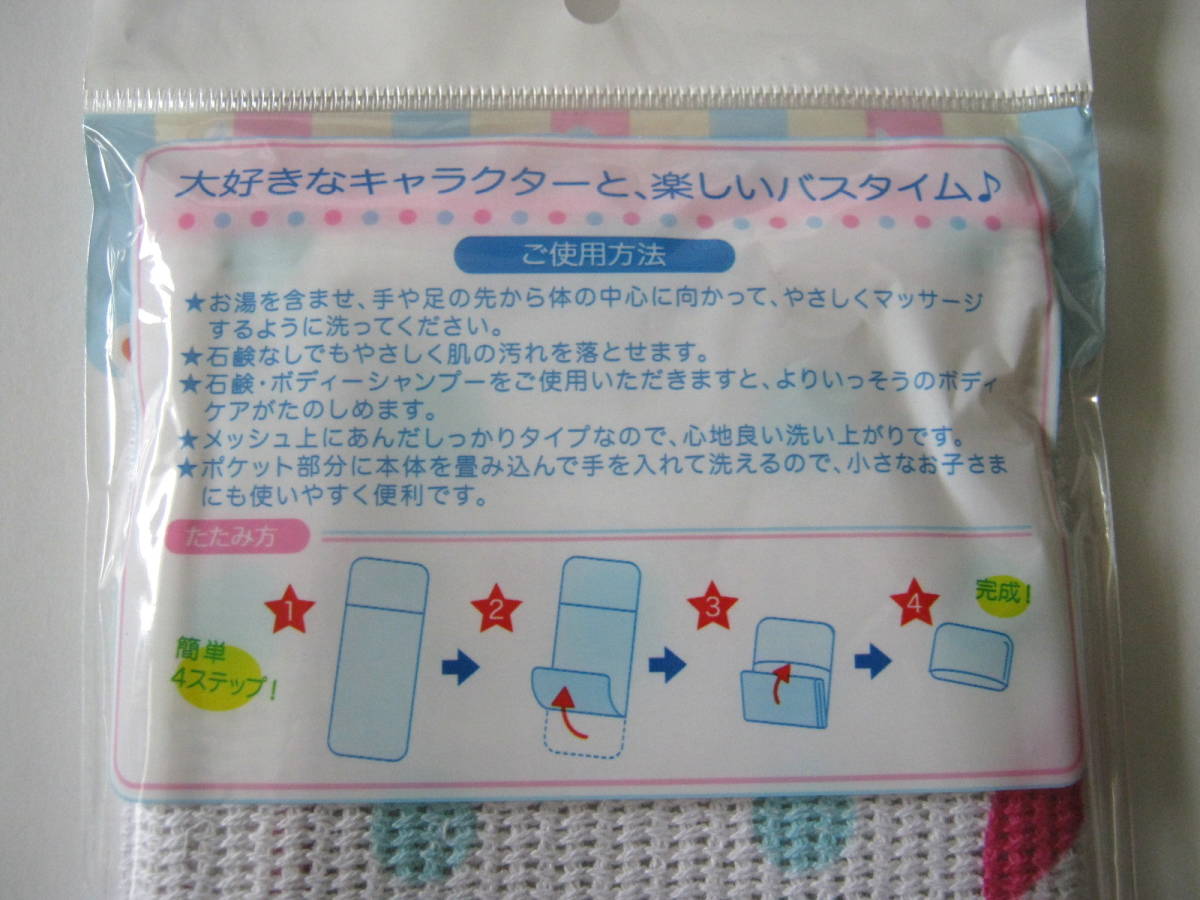 大好きなキャラクターと、楽しいバスタイム♪
ご使用方法
★お湯を含ませ、手や足の先から体の中心に向かって、やさしくマッサージ
するように洗ってください。
★石鹸なしでもやさしく肌の汚れを落とせます。
★石鹸・ボディーシャンプーをご使用いただきますと、よりいっそうのボディ
ケアがたのしめます。
★メッシュ上にあんだしっかりタイプなので、心地良い洗い上がりです。
★ポケット部分に本体を畳み込んで手を入れて洗えるので、小さなお子さま
にも使いやすく便利です。
たたみ方
簡単
4ステップ!
1
2
3
4
完成!